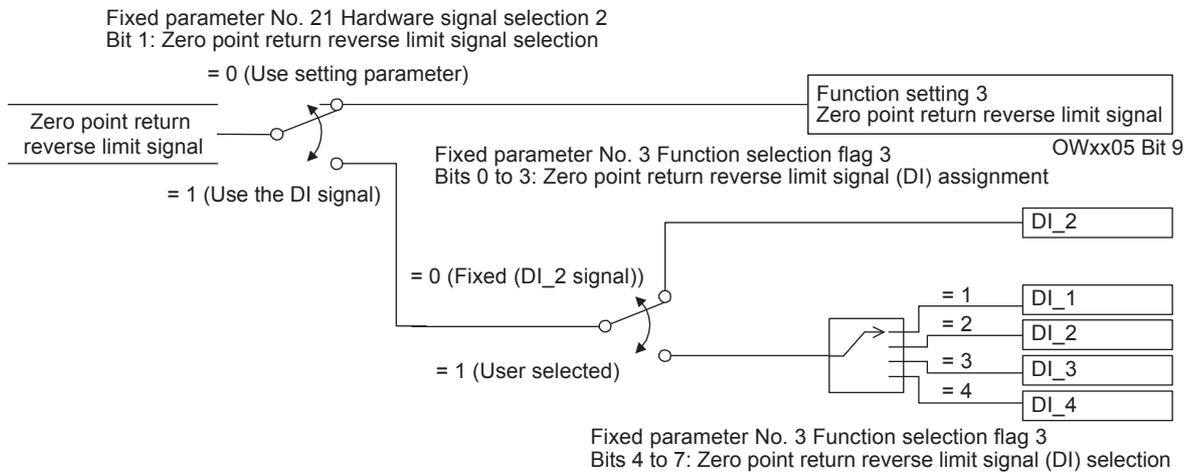 Fixed parameter No. 21 Hardware signal selection 2
Bit 1: Zero point return reverse limit signal selection
= 0 (Use setting parameter)
Zero point return
reverse limit signal
Function setting 3
Zero point return reverse limit signal
OWxx05 Bit 9
Fixed parameter No. 3 Function selection flag 3
Bits 0 to 3: Zero point return reverse limit signal (DI) assignment
= 1 (Use the DI signal)
DI_2
= 0 (Fixed (DI_2 signal))
= 1
DI_1
= 2
DI_2
= 3
DI_3
= 1 (User selected)
= 4
DI_4
Fixed parameter No. 3 Function selection flag 3
Bits 4 to 7: Zero point return reverse limit signal (DI) selection